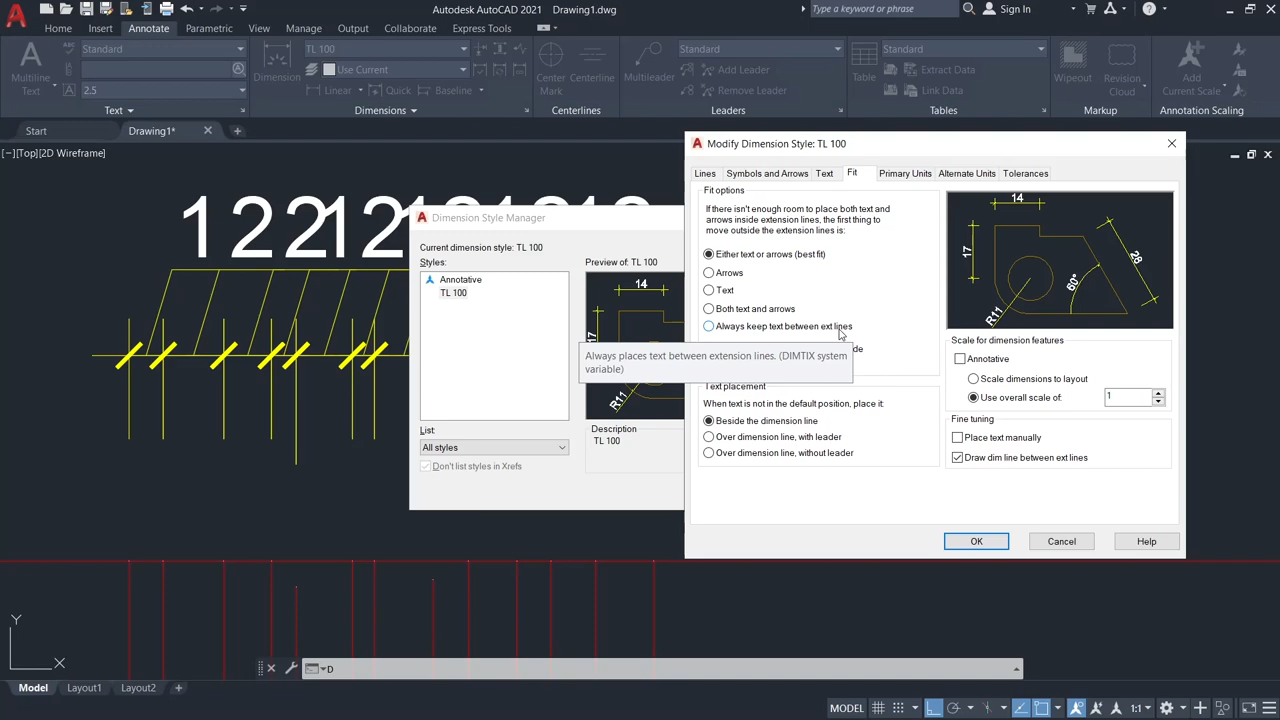 Autodesk AutoCAD 2021 Drawing1.dwg
Type a keyword or phrase
Sign In
Home Insert Annotate Parametric View Manage Output Collaborate Express Tools
Standard
2.5
Multiline
Text
Text
TL 100
Use Current
Dimension
Linear Quick Baseline
Dimensions
Center
Mark
Centerline
Centerlines
Standard
Multileader
Add Leader
Remove Leader
Leaders
Standard
Table
Extract Data
Link Data
Tables
Wipeout
Revision
Cloud
Markup
Add
Current Scale
Annotation Scaling
Start
Drawing1*
[−][Top][2D Wireframe]
Dimension Style Manager
Current dimension style: TL 100
Styles:
Annotative
TL 100
Preview of: TL 100
14
17
R11
List:
All styles
Don't list styles in Xrefs
Description
TL 100
Modify Dimension Style: TL 100
Lines Symbols and Arrows Text Fit Primary Units Alternate Units Tolerances
Fit options
If there isn't enough room to place both text and
arrows inside extension lines, the first thing to
move outside the extension lines is:
Either text or arrows (best fit)
Arrows
Text
Both text and arrows
Always keep text between ext lines
Always places text between extension lines. (DIMTIX system
variable)
Text placement
When text is not in the default position, place it:
Beside the dimension line
Over dimension line, with leader
Over dimension line, without leader
14
17
28
60°
R11
Scale for dimension features
Annotative
Scale dimensions to layout
Use overall scale of:
1
Fine tuning
Place text manually
Draw dim line between ext lines
OK
Cancel
Help
Y
X
D
Model Layout1 Layout2
MODEL
1:1